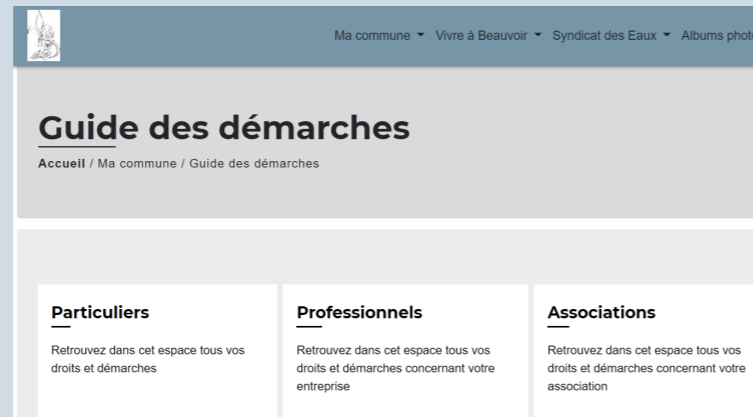 Ma commune Vivre à Beauvoir Syndicat des Eaux Albums photo
Guide des démarches
Accueil / Ma commune / Guide des démarches
Particuliers
Retrouvez dans cet espace tous vos
droits et démarches
Professionnels
Retrouvez dans cet espace tous vos
droits et démarches concernant votre
entreprise
Associations
Retrouvez dans cet espace tous vos
droits et démarches concernant votre
association